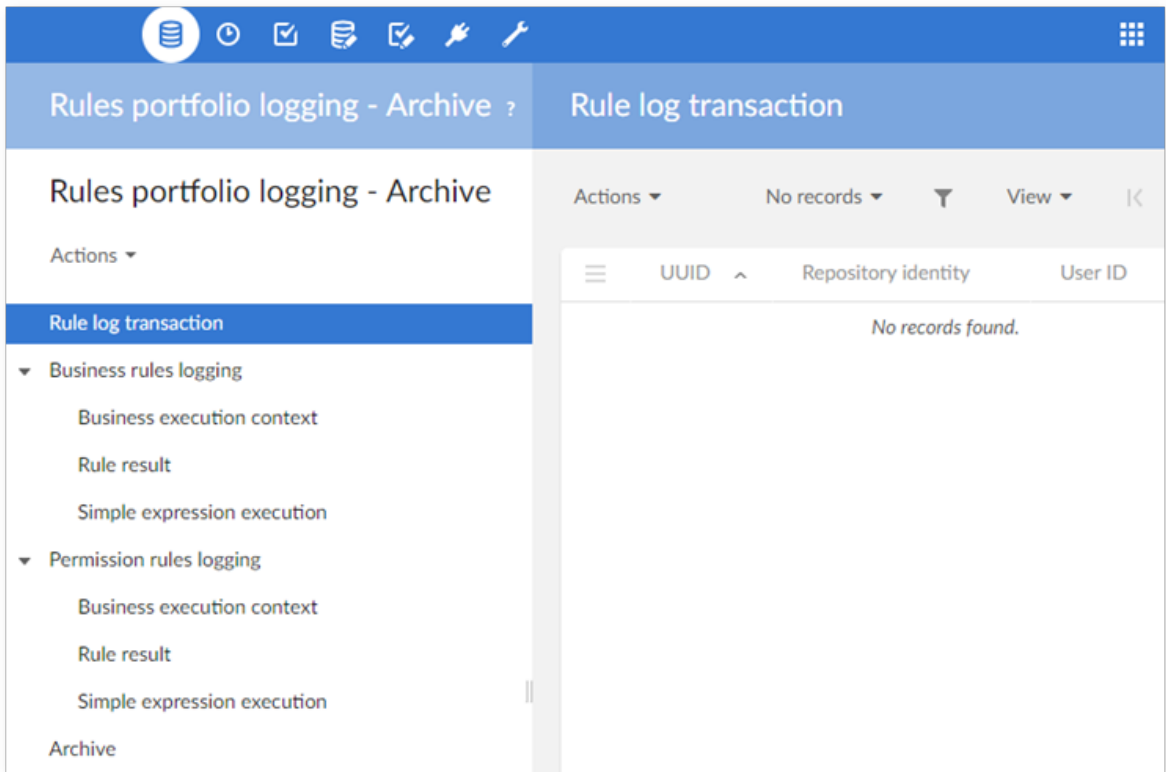 Rules portfolio logging - Archive ?
Rule log transaction
Rules portfolio logging - Archive
Actions
Rule log transaction
Business rules logging
Business execution context
Rule result
Simple expression execution
Permission rules logging
Business execution context
Rule result
Simple expression execution
Archive
Actions No records View
UUID Repository identity User ID
No records found.